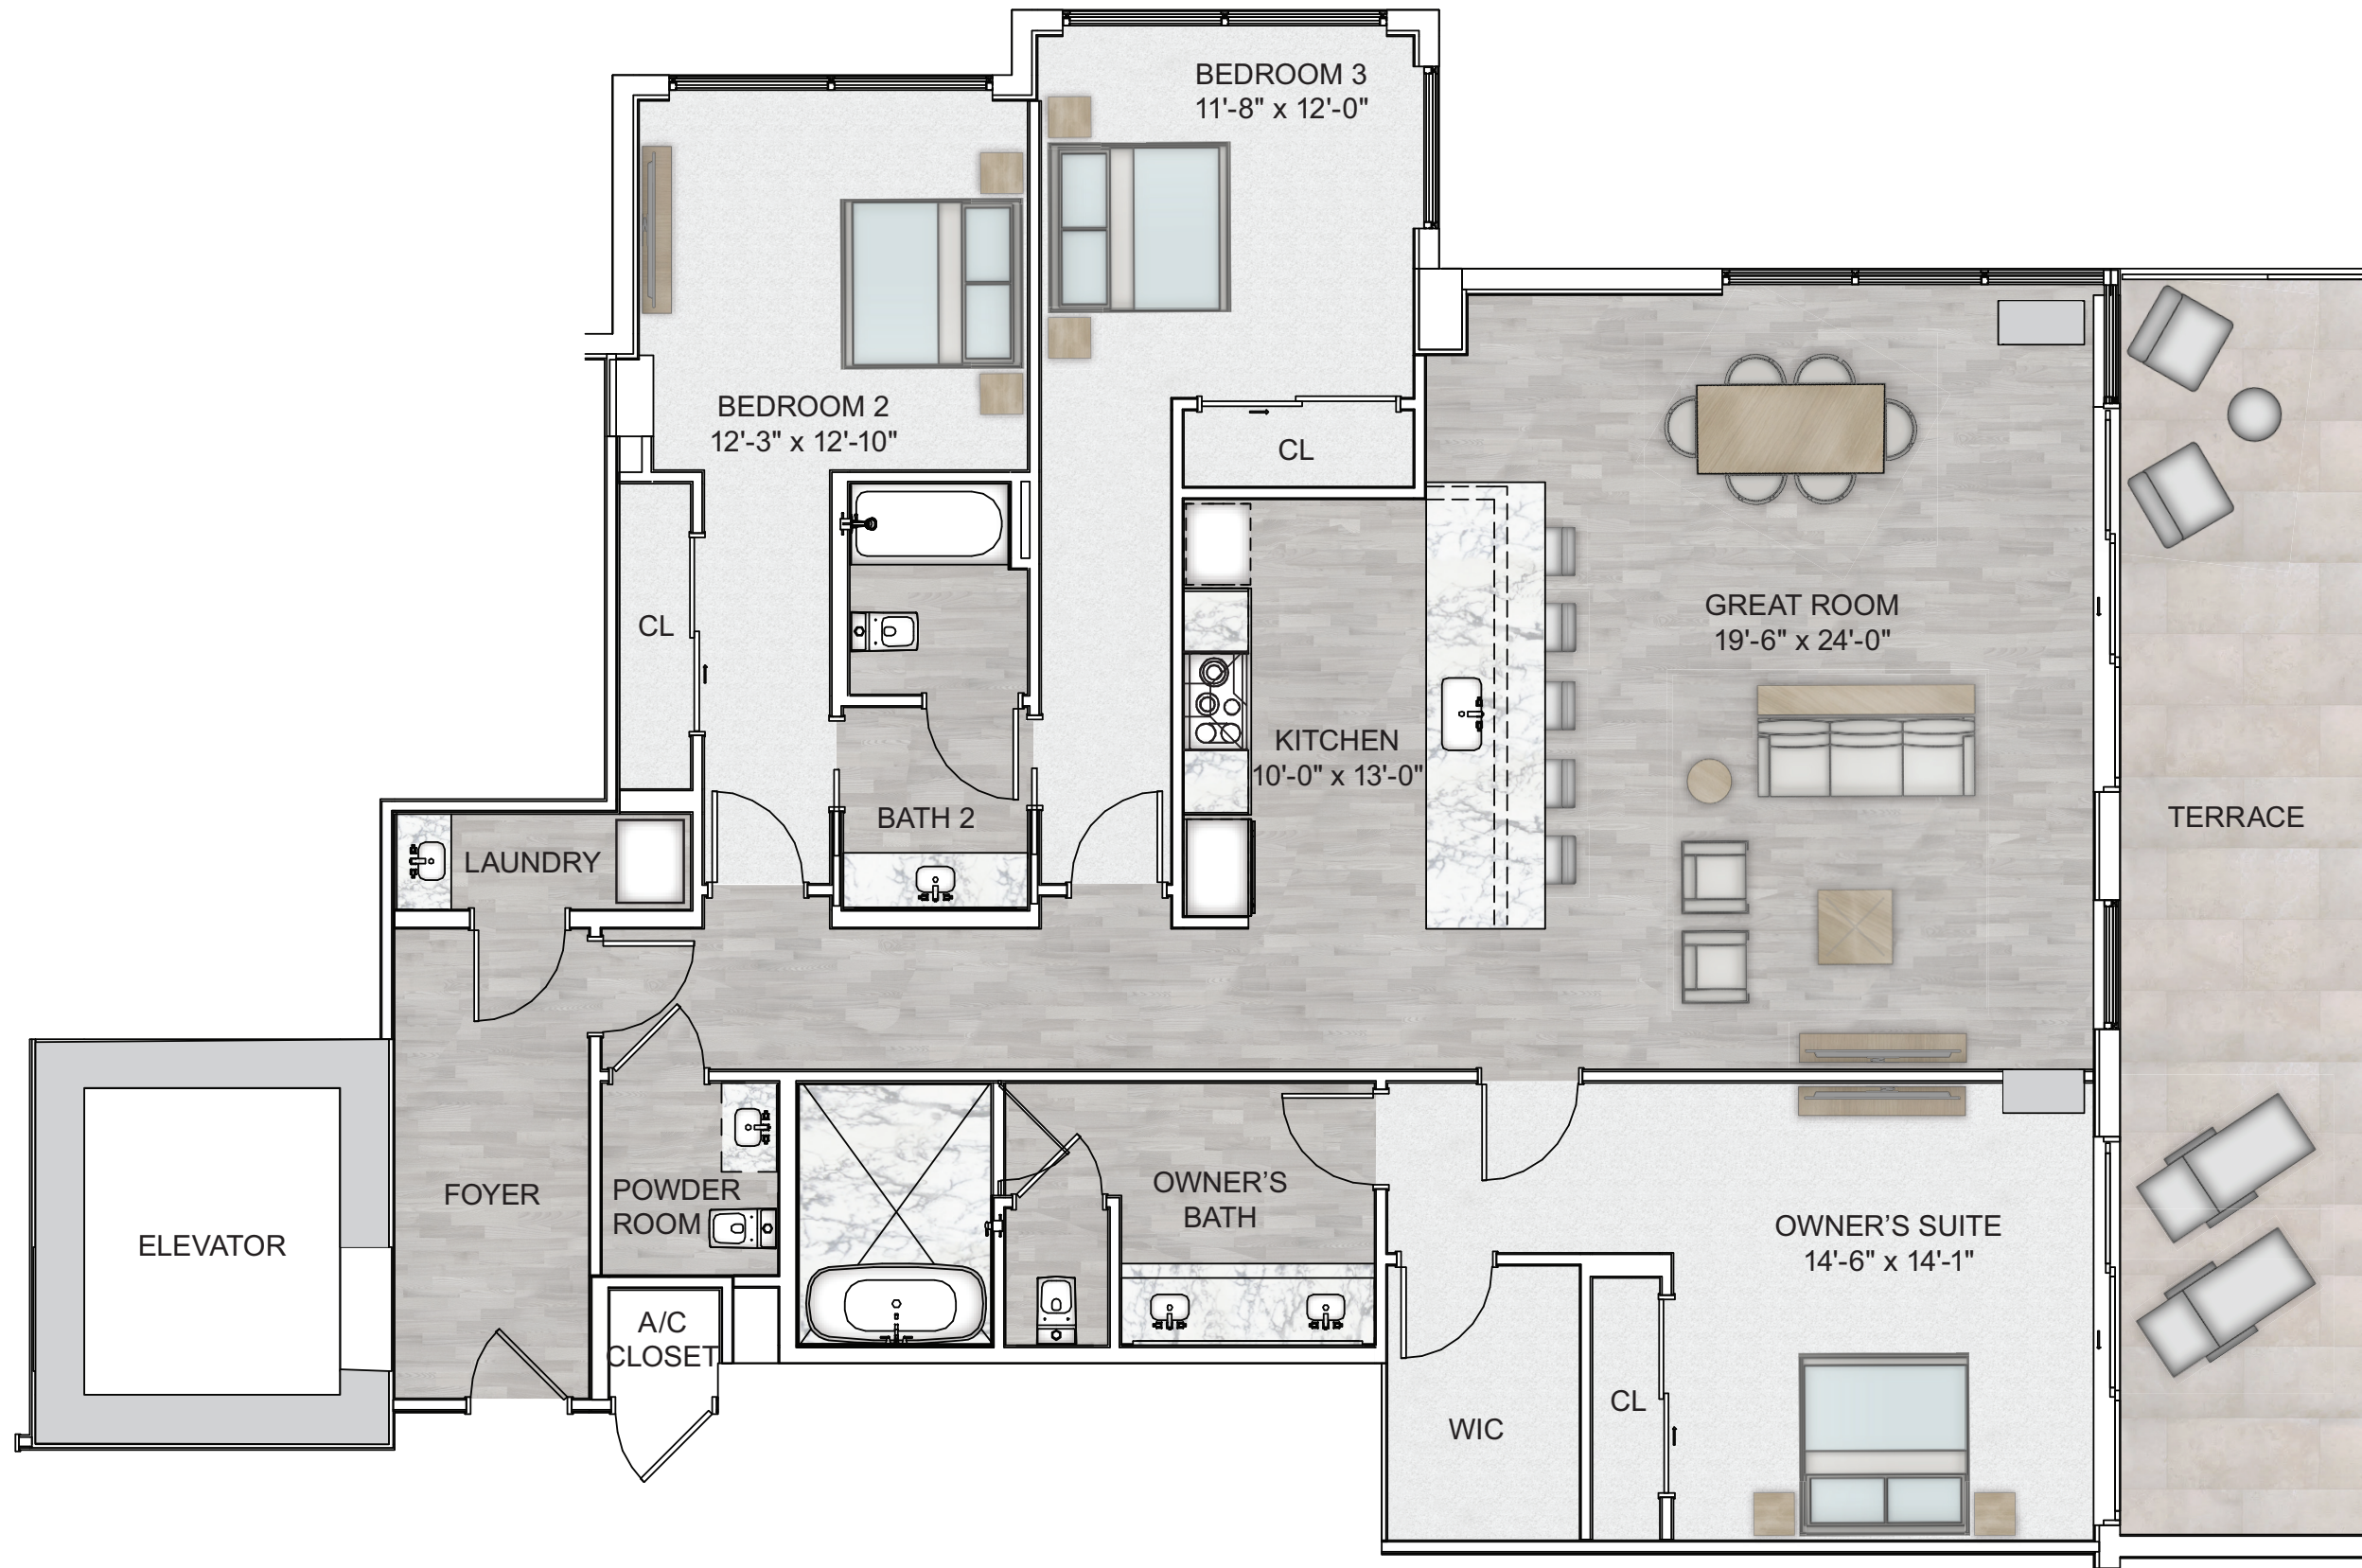 BEDROOM 3
11'-8" x 12'-0"
BEDROOM 2
12'-3" x 12'-10"
CL
CL
GREAT ROOM
19'-6" x 24'-0"
KITCHEN
10'-0" x 13'-0"
TERRACE
BATH 2
LAUNDRY
FOYER
POWDER
ROOM
OWNER’S
BATH
ELEVATOR
OWNER’S SUITE
14'-6" x 14'-1"
A/C
CLOSET
CL
WIC